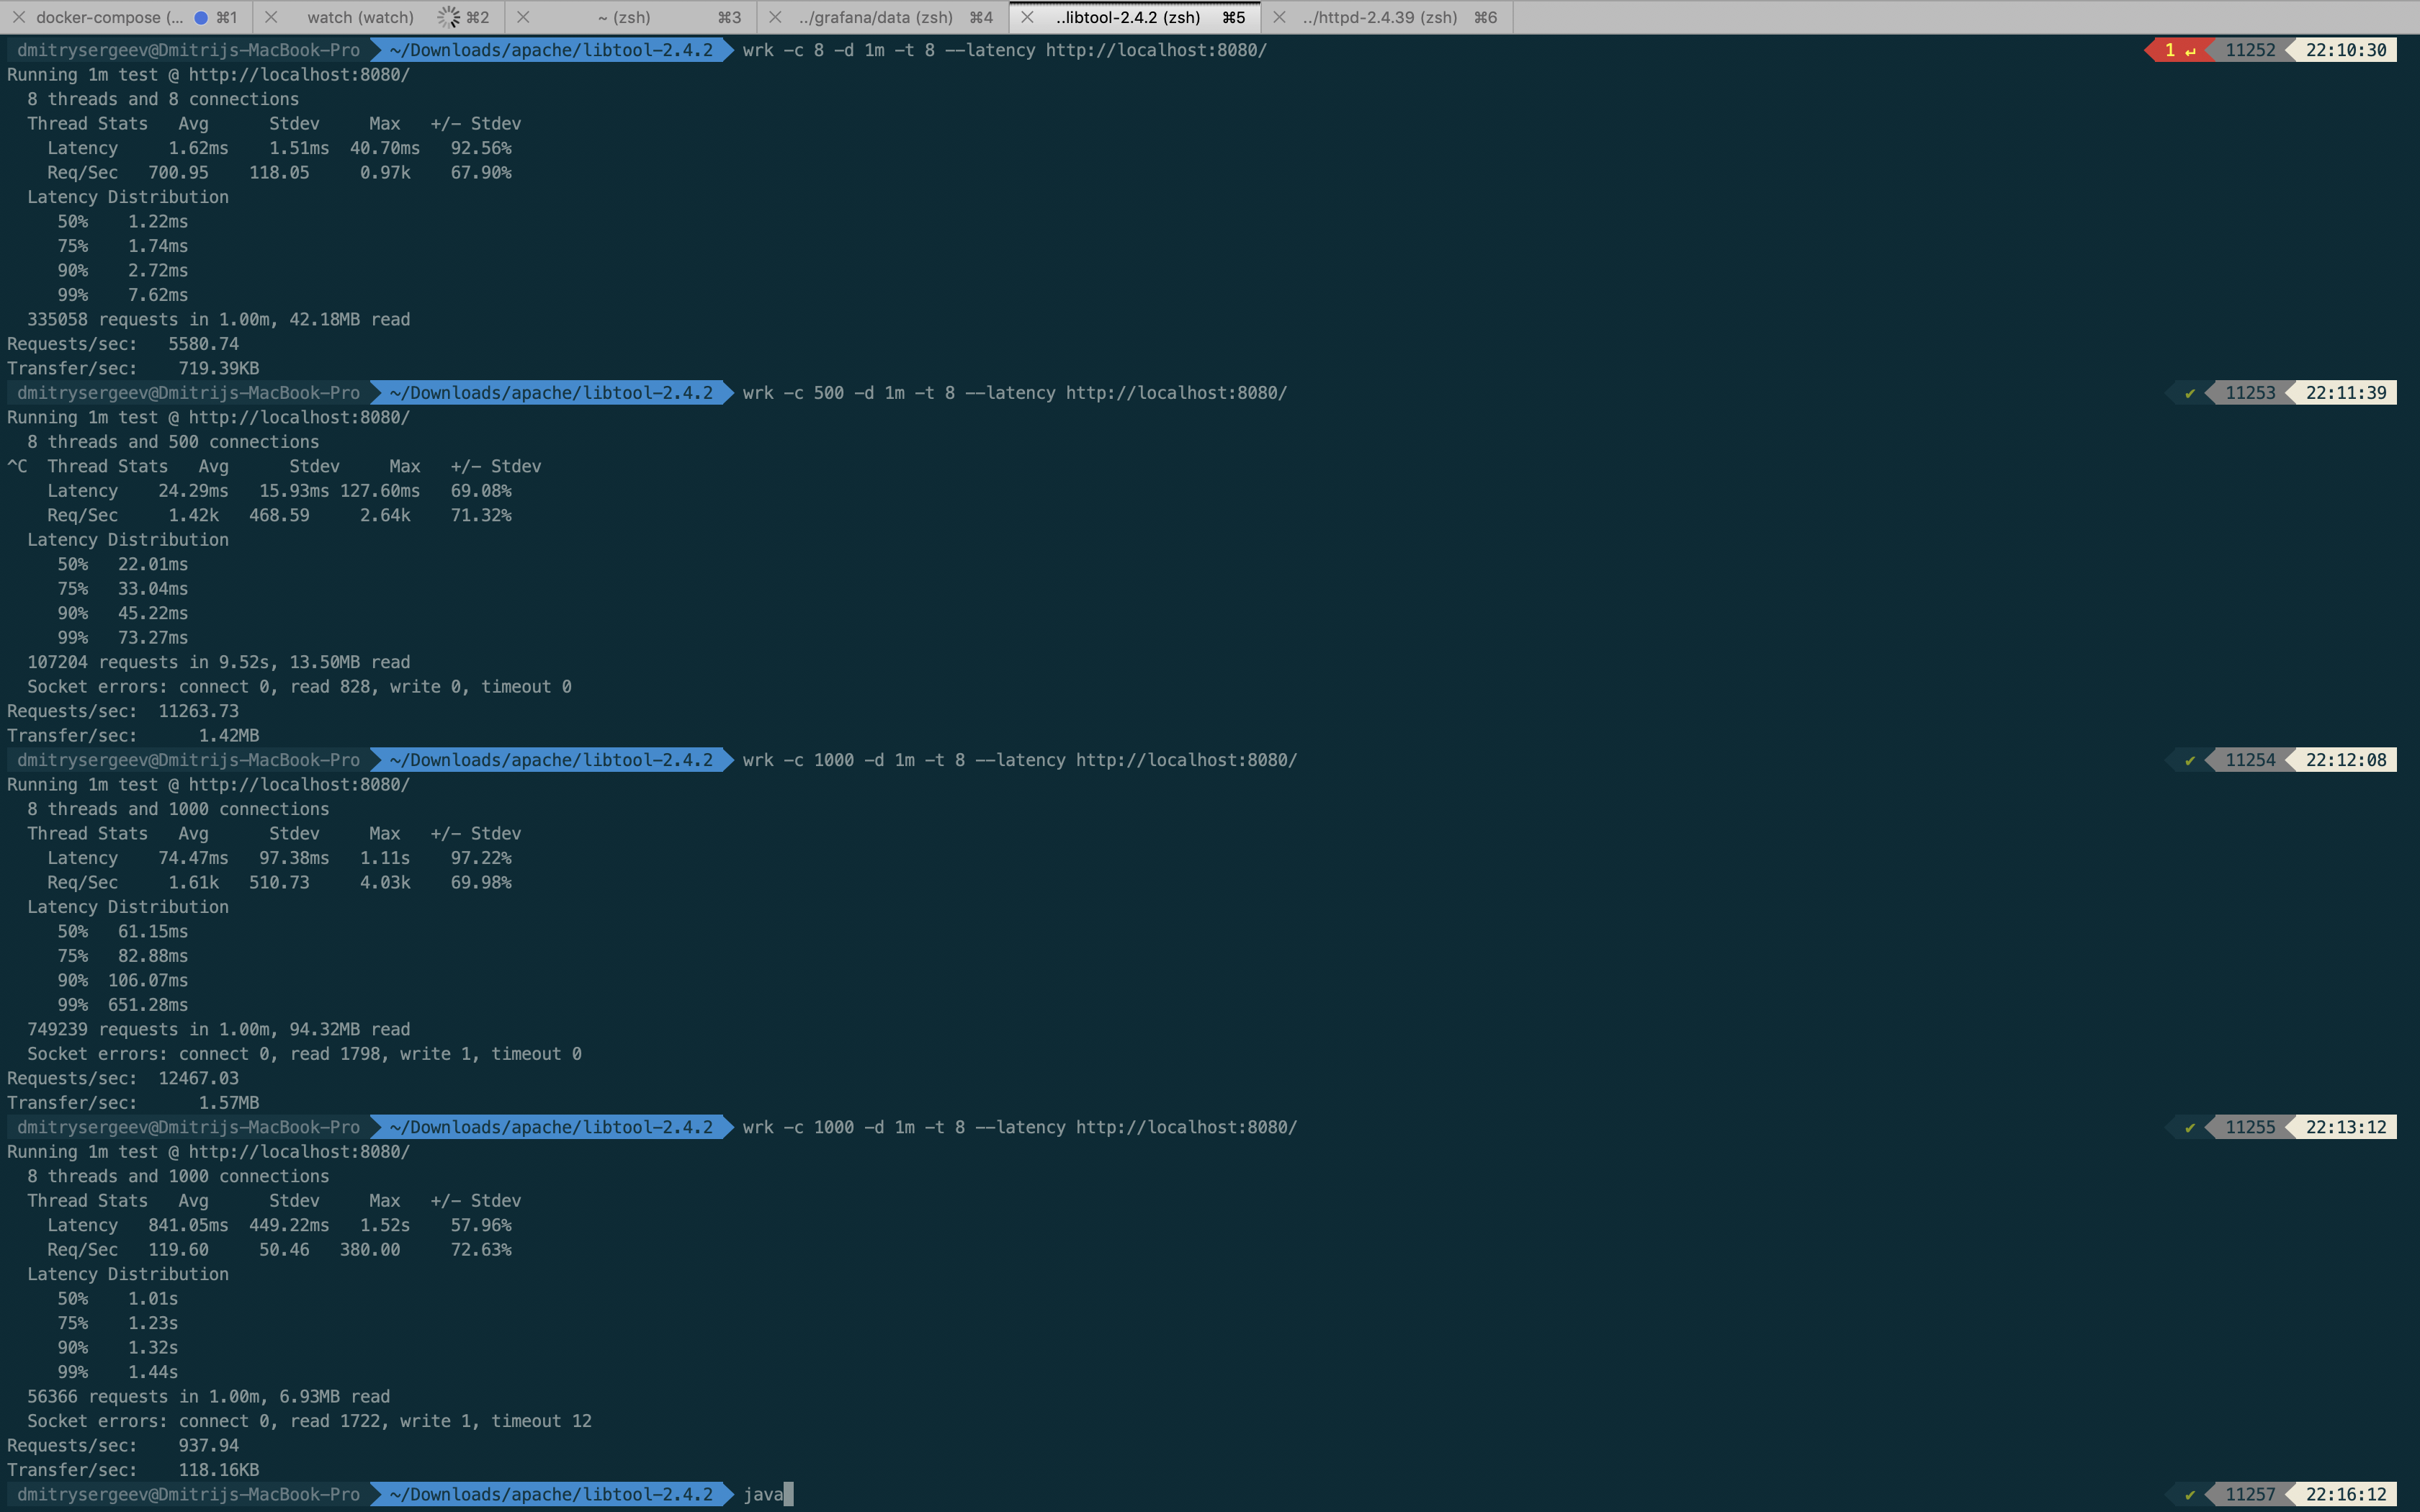 docker-compose (... ⌘1 watch (watch) ⌘2 ~ (zsh) ⌘3 ../grafana/data (zsh) ⌘4 ..libtool-2.4.2 (zsh) ⌘5 ../httpd-2.4.39 (zsh) ⌘6
dmitrysergeev@Dmitrijs-MacBook-Pro ~/Downloads/apache/libtool-2.4.2 wrk -c 8 -d 1m -t 8 --latency http://localhost:8080/ 1 ↵ 11252 22:10:30
Running 1m test @ http://localhost:8080/
8 threads and 8 connections
Thread Stats Avg Stdev Max +/- Stdev
Latency 1.62ms 1.51ms 40.70ms 92.56%
Req/Sec 700.95 118.05 0.97k 67.90%
Latency Distribution
50% 1.22ms
75% 1.74ms
90% 2.72ms
99% 7.62ms
335058 requests in 1.00m, 42.18MB read
Requests/sec: 5580.74
Transfer/sec: 719.39KB
dmitrysergeev@Dmitrijs-MacBook-Pro ~/Downloads/apache/libtool-2.4.2 wrk -c 500 -d 1m -t 8 --latency http://localhost:8080/ ✔ 11253 22:11:39
Running 1m test @ http://localhost:8080/
8 threads and 500 connections
^C Thread Stats Avg Stdev Max +/- Stdev
Latency 24.29ms 15.93ms 127.60ms 69.08%
Req/Sec 1.42k 468.59 2.64k 71.32%
Latency Distribution
50% 22.01ms
75% 33.04ms
90% 45.22ms
99% 73.27ms
107204 requests in 9.52s, 13.50MB read
Socket errors: connect 0, read 828, write 0, timeout 0
Requests/sec: 11263.73
Transfer/sec: 1.42MB
dmitrysergeev@Dmitrijs-MacBook-Pro ~/Downloads/apache/libtool-2.4.2 wrk -c 1000 -d 1m -t 8 --latency http://localhost:8080/ ✔ 11254 22:12:08
Running 1m test @ http://localhost:8080/
8 threads and 1000 connections
Thread Stats Avg Stdev Max +/- Stdev
Latency 74.47ms 97.38ms 1.11s 97.22%
Req/Sec 1.61k 510.73 4.03k 69.98%
Latency Distribution
50% 61.15ms
75% 82.88ms
90% 106.07ms
99% 651.28ms
749239 requests in 1.00m, 94.32MB read
Socket errors: connect 0, read 1798, write 1, timeout 0
Requests/sec: 12467.03
Transfer/sec: 1.57MB
dmitrysergeev@Dmitrijs-MacBook-Pro ~/Downloads/apache/libtool-2.4.2 wrk -c 1000 -d 1m -t 8 --latency http://localhost:8080/ ✔ 11255 22:13:12
Running 1m test @ http://localhost:8080/
8 threads and 1000 connections
Thread Stats Avg Stdev Max +/- Stdev
Latency 841.05ms 449.22ms 1.52s 57.96%
Req/Sec 119.60 50.46 380.00 72.63%
Latency Distribution
50% 1.01s
75% 1.23s
90% 1.32s
99% 1.44s
56366 requests in 1.00m, 6.93MB read
Socket errors: connect 0, read 1722, write 1, timeout 12
Requests/sec: 937.94
Transfer/sec: 118.16KB
dmitrysergeev@Dmitrijs-MacBook-Pro ~/Downloads/apache/libtool-2.4.2 java ✔ 11257 22:16:12